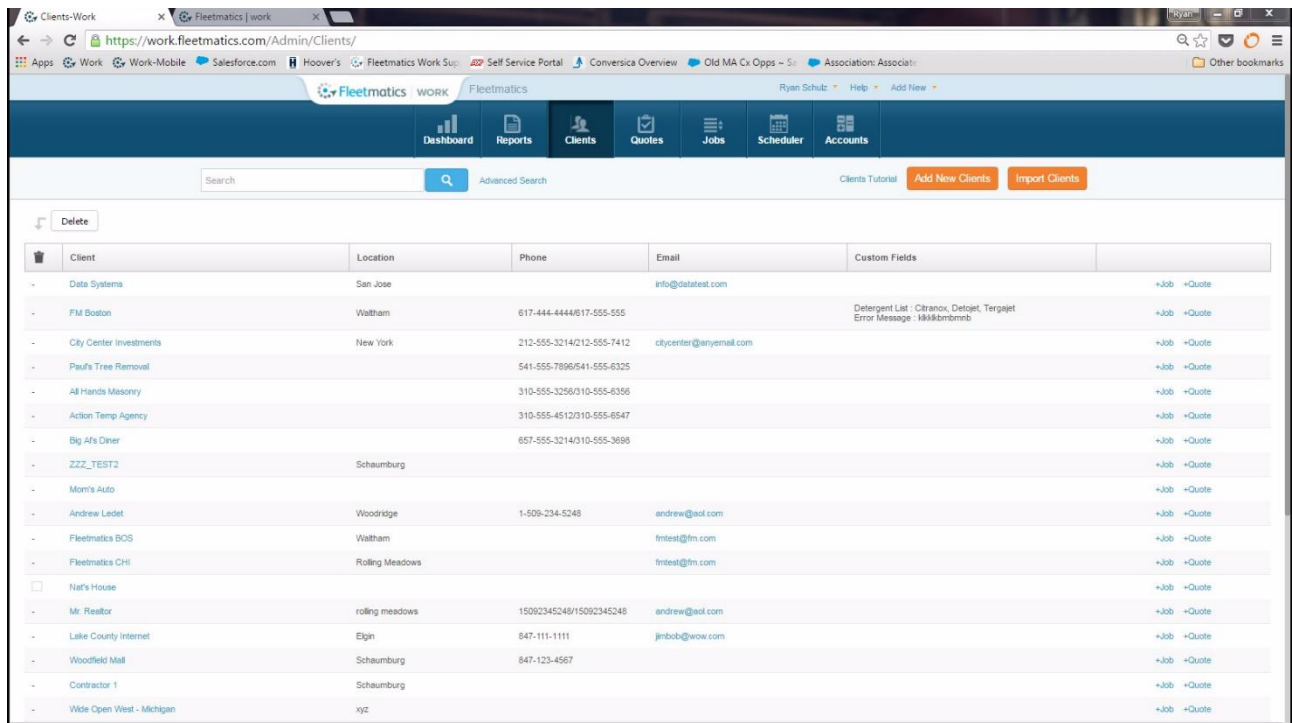 Clients-Work
Fleetmatics | work
Ryan
https://work.fleetmatics.com/Admin/Clients/
Apps Work Work-Mobile Salesforce.com Hoover's Fleetmatics Work Sup Self Service Portal Conversica Overview Old MA Cx Opps ~ Sa Association: Associate Other bookmarks
Fleetmatics WORK Fleetmatics Ryan Schulz Help Add New
Dashboard Reports Clients Quotes Jobs Scheduler Accounts
Search Advanced Search Clients Tutorial Add New Clients Import Clients
Delete
Client Location Phone Email Custom Fields
- Data Systems San Jose info@datatest.com +Job +Quote
- FM Boston Waltham 617-444-4444/617-555-555 Detergent List : Citranox, Detojet, Tergajet +Job +Quote
Error Message :
- City Center Investments New York 212-555-3214/212-555-7412 citycenter@anyemail.com +Job +Quote
- Paul's Tree Removal 541-555-7896/541-555-6325 +Job +Quote
- All Hands Masonry 310-555-3256/310-555-6356 +Job +Quote
- Action Temp Agency 310-555-4512/310-555-6547 +Job +Quote
- Big Al's Diner 657-555-3214/310-555-3698 +Job +Quote
- ZZZ_TEST2 Schaumburg +Job +Quote
- Mom's Auto +Job +Quote
- Andrew Ledet Woodridge 1-509-234-5248 andrew@aol.com +Job +Quote
- Fleetmatics BOS Waltham fmtest@fm.com +Job +Quote
- Fleetmatics CHI Rolling Meadows fmtest@fm.com +Job +Quote
Nat's House +Job +Quote
- Mr. Realtor rolling meadows 15092345248/15092345248 andrew@aol.com +Job +Quote
- Lake County Internet Elgin 847-111-1111 jimbob@wow.com +Job +Quote
- Woodfield Mall Schaumburg 847-123-4567 +Job +Quote
- Contractor 1 Schaumburg +Job +Quote
- Wide Open West - Michigan xyz +Job +Quote